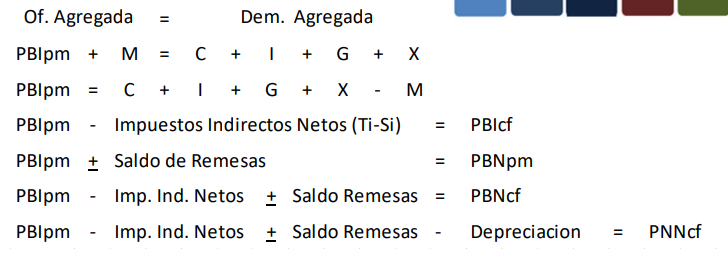 Of. Agregada = Dem. Agregada
PBIpm + M = C + I + G + X
PBIpm = C + I + G + X - M
PBIpm - Impuestos Indirectos Netos (Ti-Si) = PBIcf
PBIpm ± Saldo de Remesas = PBNpm
PBIpm - Imp. Ind. Netos ± Saldo Remesas = PBNcf
PBIpm - Imp. Ind. Netos ± Saldo Remesas - Depreciacion = PNNcf